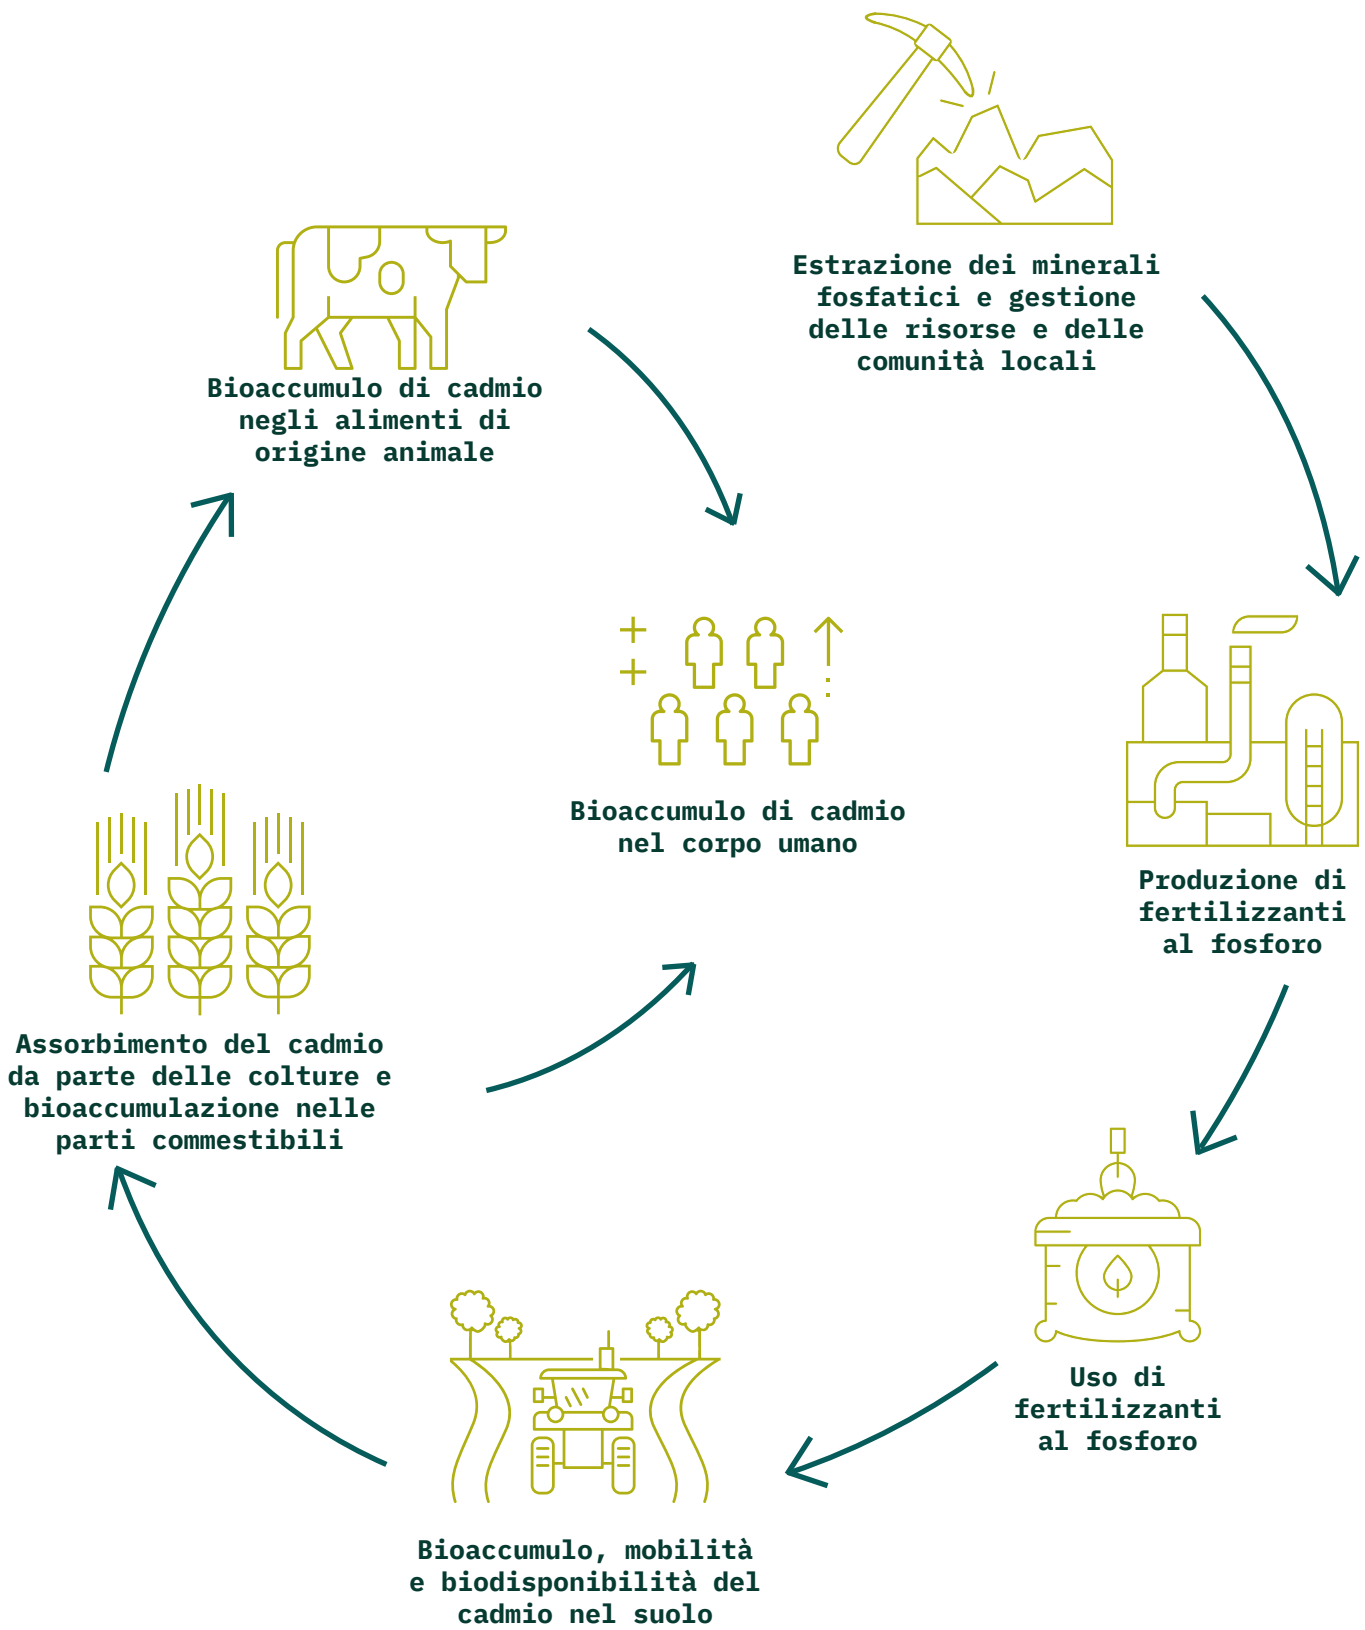 Estrazione dei minerali
fosfatici e gestione
delle risorse e delle
comunità locali
Bioaccumulo di cadmio
negli alimenti di
origine animale
Bioaccumulo di cadmio
nel corpo umano
Produzione di
fertilizzanti
al fosforo
Assorbimento del cadmio
da parte delle colture e
bioaccumulazione nelle
parti commestibili
Uso di
fertilizzanti
al fosforo
Bioaccumulo, mobilità
e biodisponibilità del
cadmio nel suolo